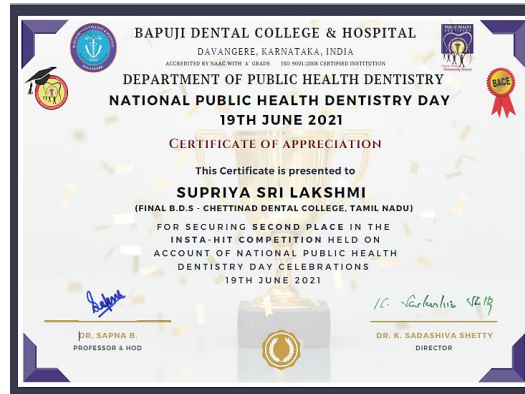 BAPUJI DENTAL COLLEGE & HOSPITAL
DAVANGERE, KARNATAKA, INDIA
ACCREDITED BY NAAC WITH 'A' GRADE ISO 9001:2008 CERTIFIED INSTITUTION
DEPARTMENT OF PUBLIC HEALTH DENTISTRY
NATIONAL PUBLIC HEALTH DENTISTRY DAY
19TH JUNE 2021
CERTIFICATE OF APPRECIATION
This Certificate is presented to
SUPRIYA SRI LAKSHMI
(FINAL B.D.S - CHETTINAD DENTAL COLLEGE, TAMIL NADU)
FOR SECURING SECOND PLACE IN THE
INSTA-HIT COMPETITION HELD ON
ACCOUNT OF NATIONAL PUBLIC HEALTH
DENTISTRY DAY CELEBRATIONS
19TH JUNE 2021
DR. SAPNA B.
PROFESSOR & HOD
DR. K. SADASHIVA SHETTY
DIRECTOR
BACE